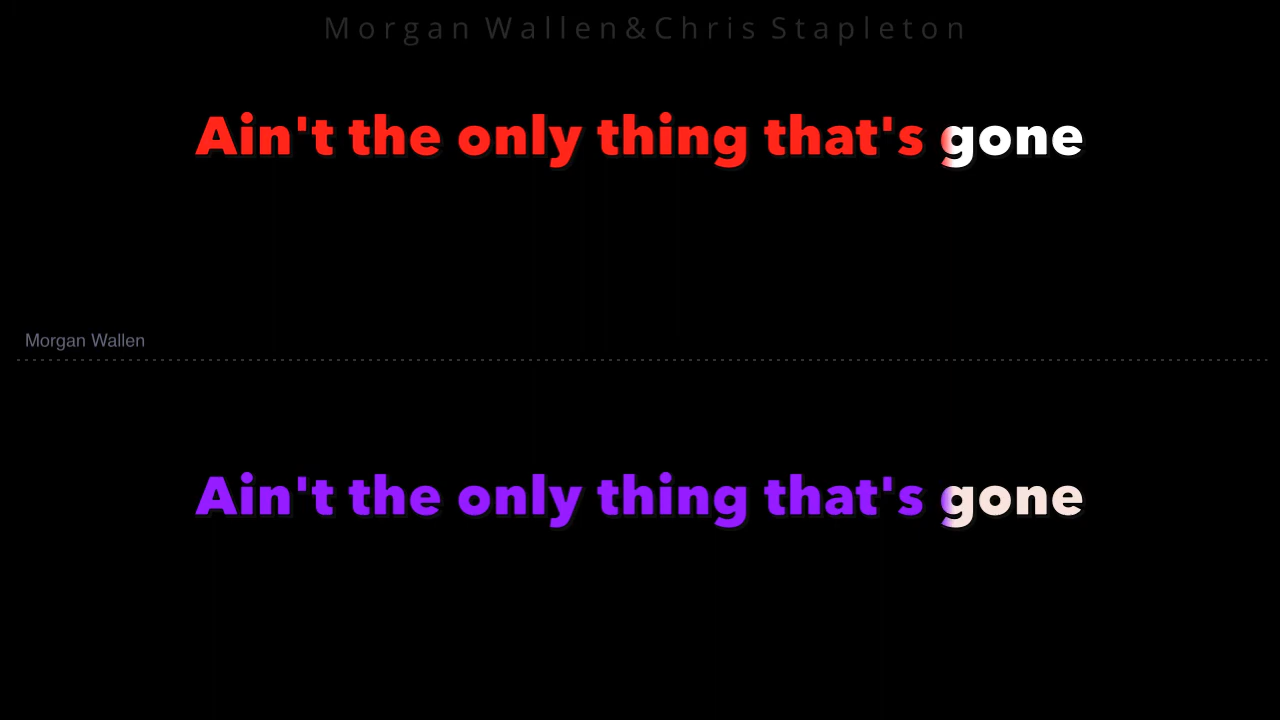 Morgan Wallen&Chris Stapleton
Ain't the only thing that's gone
Morgan Wallen
Ain't the only thing that's gone